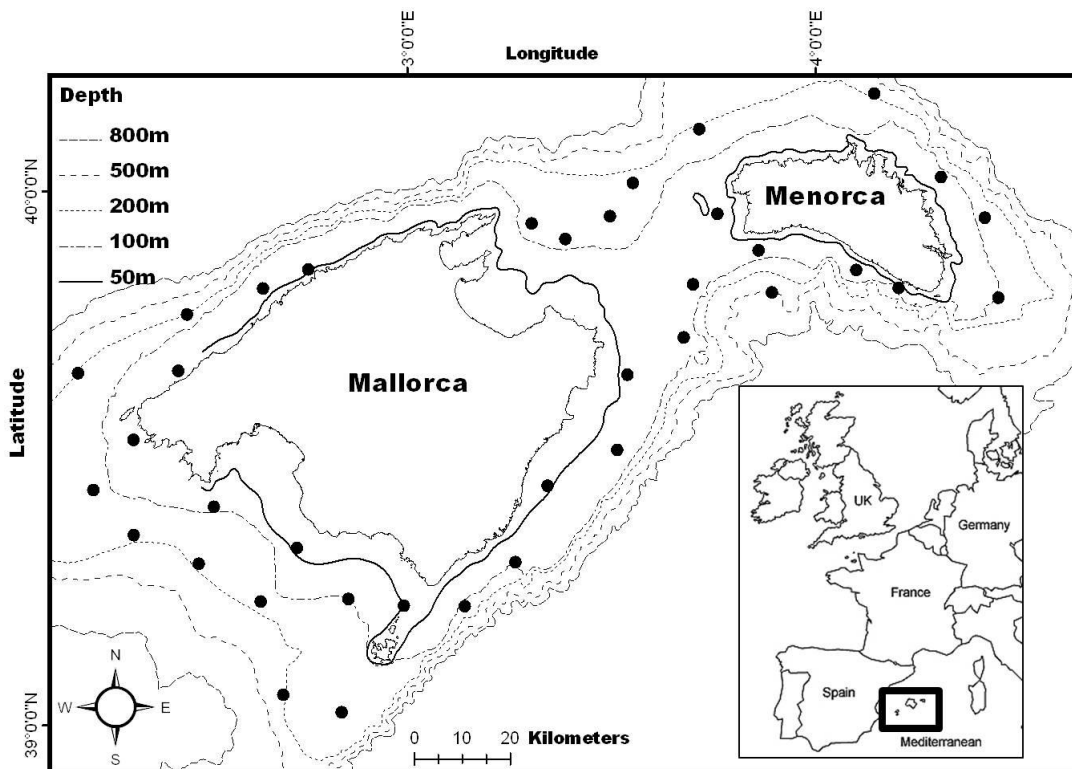 Longitude
3°0'0"E
4°0'0"E
Depth
800m
500m
200m
100m
50m
40°0'0"N
Latitude
39°0'0"N
Menorca
Mallorca
N
W
E
S
0 10 20 Kilometers
UK
Germany
France
Spain
Mediterranean